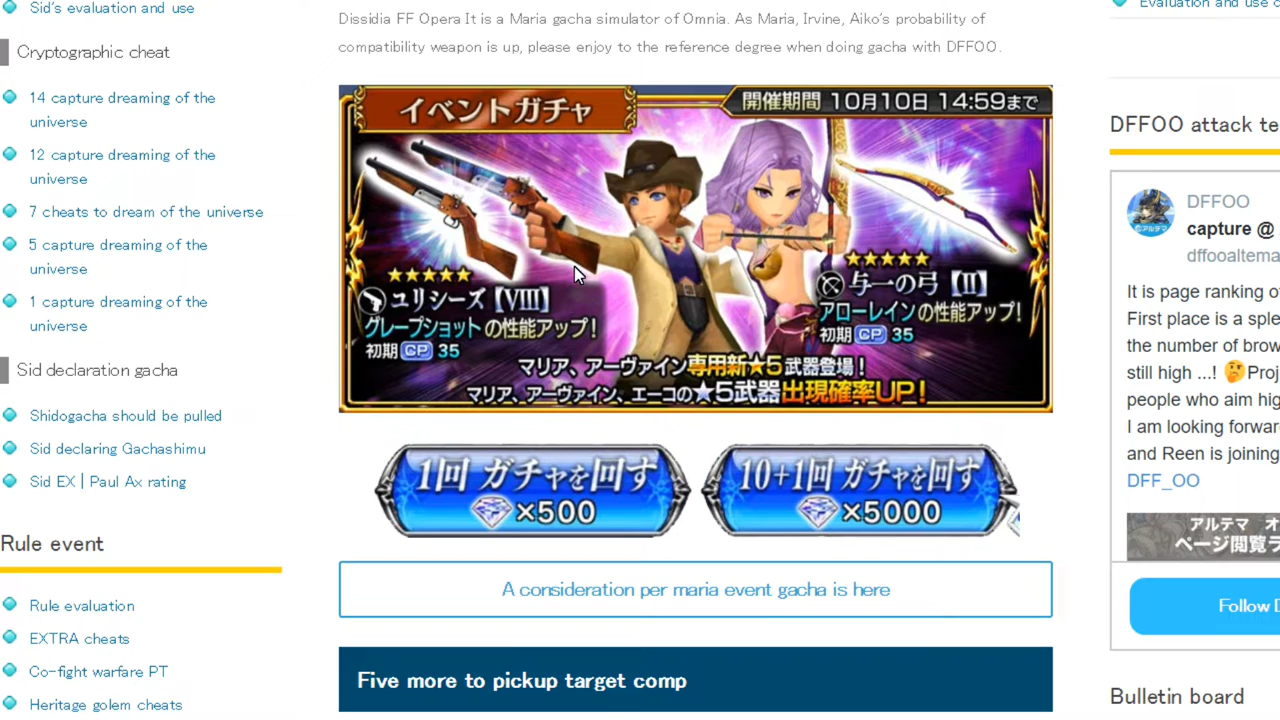 Sid's evaluation and use
Cryptographic cheat
14 capture dreaming of the
universe
12 capture dreaming of the
universe
7 cheats to dream of the universe
5 capture dreaming of the
universe
1 capture dreaming of the
universe
Sid declaration gacha
Shidogacha should be pulled
Sid declaring Gachashimu
Sid EX | Paul Ax rating
Rule event
Rule evaluation
EXTRA cheats
Co-fight warfare PT
Heritage golem cheats
Dissidia FF Opera It is a Maria gacha simulator of Omnia. As Maria, Irvine, Aiko's probability of
compatibility weapon is up, please enjoy to the reference degree when doing gacha with DFFOO.
イベントガチャ
開催期間 10月10日 14:59まで
★★★★★
ユリシーズ【VIII】
グレープショットの性能アップ!
初期 CP 35
★★★★★
与一の弓【II】
アローレインの性能アップ!
初期 CP 35
マリア、アーヴァイン専用新★5武器登場!
マリア、アーヴァイン、エーコの★5武器出現確率UP!
1回 ガチャを回す
×500
10+1回 ガチャを回す
×5000
A consideration per maria event gacha is here
Five more to pickup target comp
Evaluation and use c
DFFOO attack te
DFFOO
capture @
dffooaltema
It is page ranking o
First place is a sple
the number of brow
still high ...! 🤔Proj
people who aim hig
I am looking forwar
and Reen is joining
DFF_OO
アルテマ オ
ページ閲覧ラ
Follow D
Bulletin board